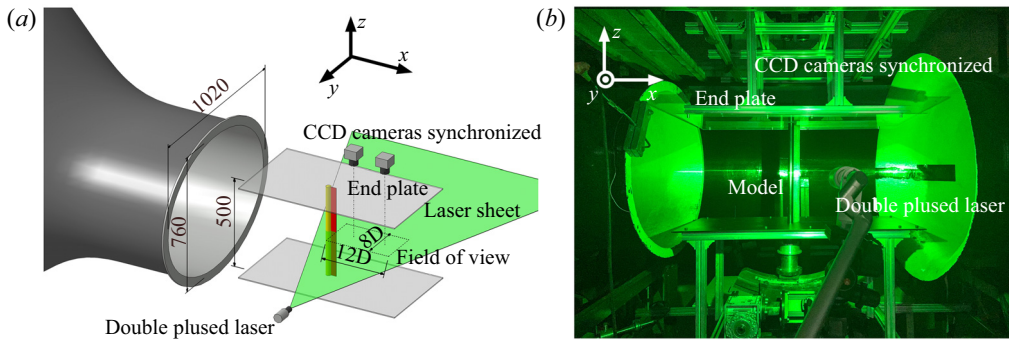 (a)
z
x
y
1020
760
500
CCD cameras synchronized
End plate
Laser sheet
8D
12D
Field of view
Double plused laser
(b)
z
y
x
CCD cameras synchronized
End plate
Model
Double plused laser